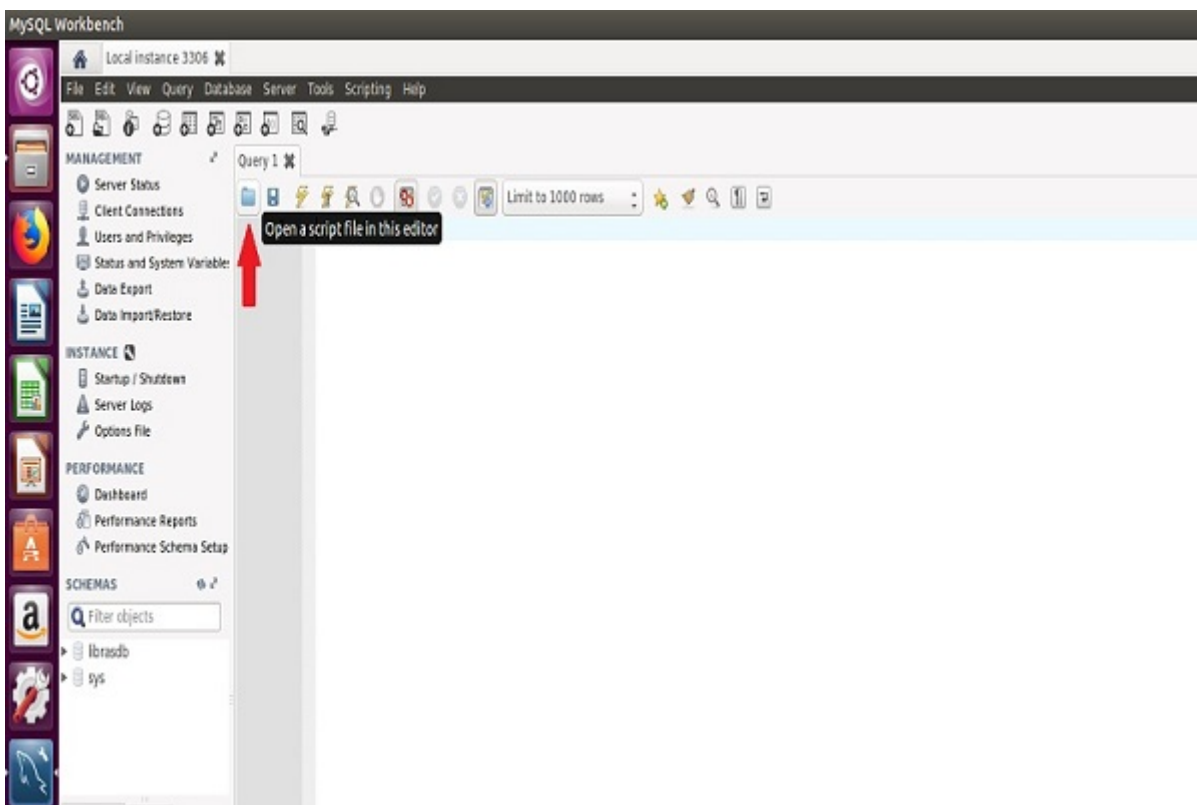 MySQL Workbench
Local instance 3306
File Edit View Query Database Server Tools Scripting Help
MANAGEMENT
Server Status
Client Connections
Users and Privileges
Status and System Variables
Data Export
Data Import/Restore
INSTANCE
Startup / Shutdown
Server Logs
Options File
PERFORMANCE
Dashboard
Performance Reports
Performance Schema Setup
SCHEMAS
Filter objects
librasdb
sys
Query 1
Limit to 1000 rows
Open a script file in this editor